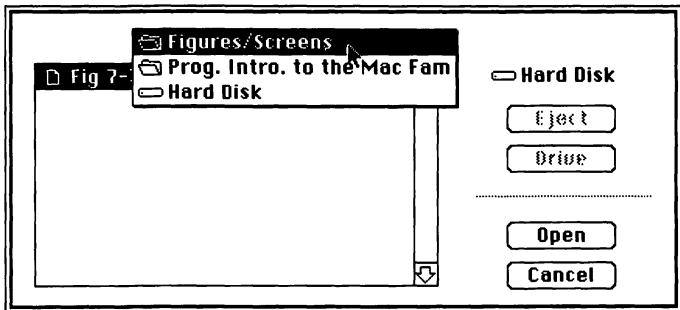 Figures/Screens
Prog. Intro. to the Mac Fam
Hard Disk
Fig 7-
Hard Disk
Eject
Drive
Open
Cancel